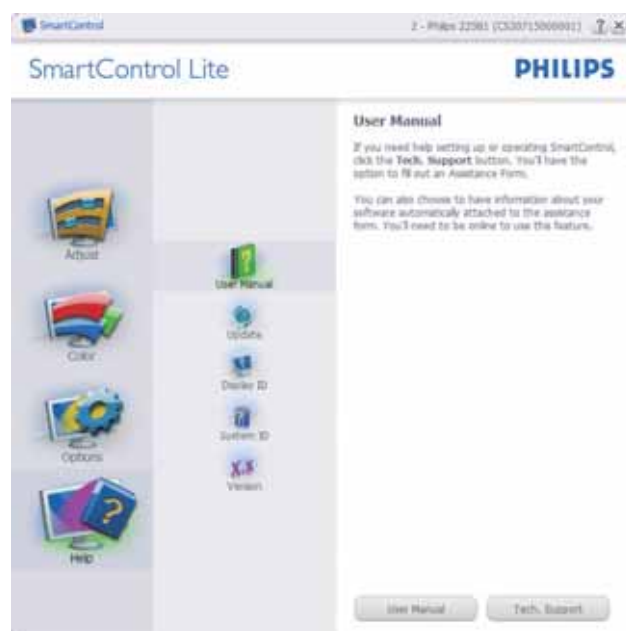 SmartControl
2 - Philips
SmartControl Lite
PHILIPS
Adjust
Color
Options
Help
User Manual
Update
Display ID
System ID
Version
User Manual
If you need help setting up or operating SmartControl,
click the Tech. Support button. You'll have the
option to fill out an Assistance Form.
You can also choose to have information about your
software automatically attached to the assistance
form. You'll need to be online to use this feature.
User Manual
Tech. Support